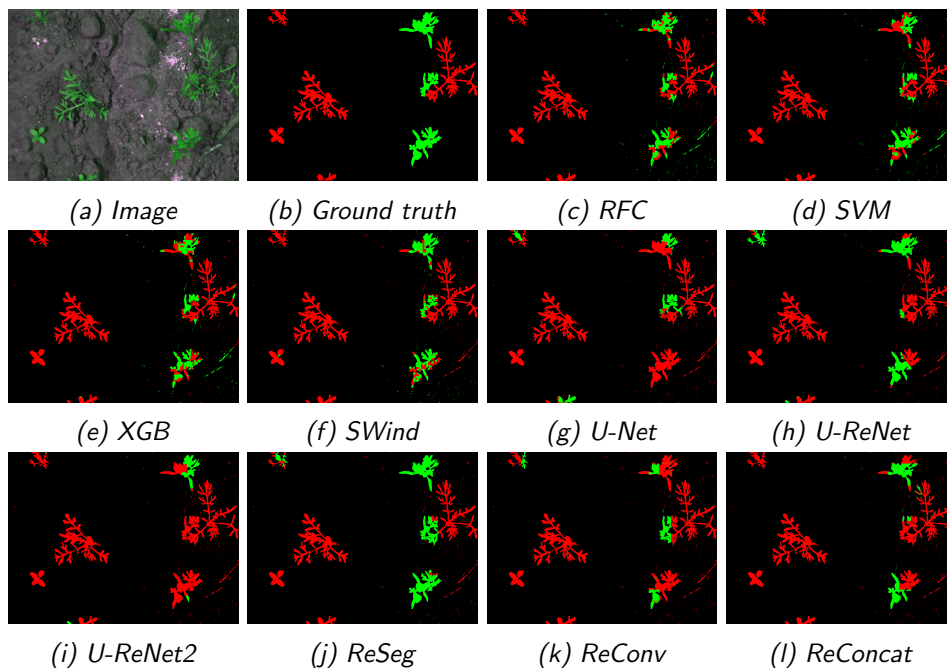 (a) Image
(b) Ground truth
(c) RFC
(d) SVM
(e) XGB
(f) SWind
(g) U-Net
(h) U-ReNet
(i) U-ReNet2
(j) ReSeg
(k) ReConv
(l) ReConcat